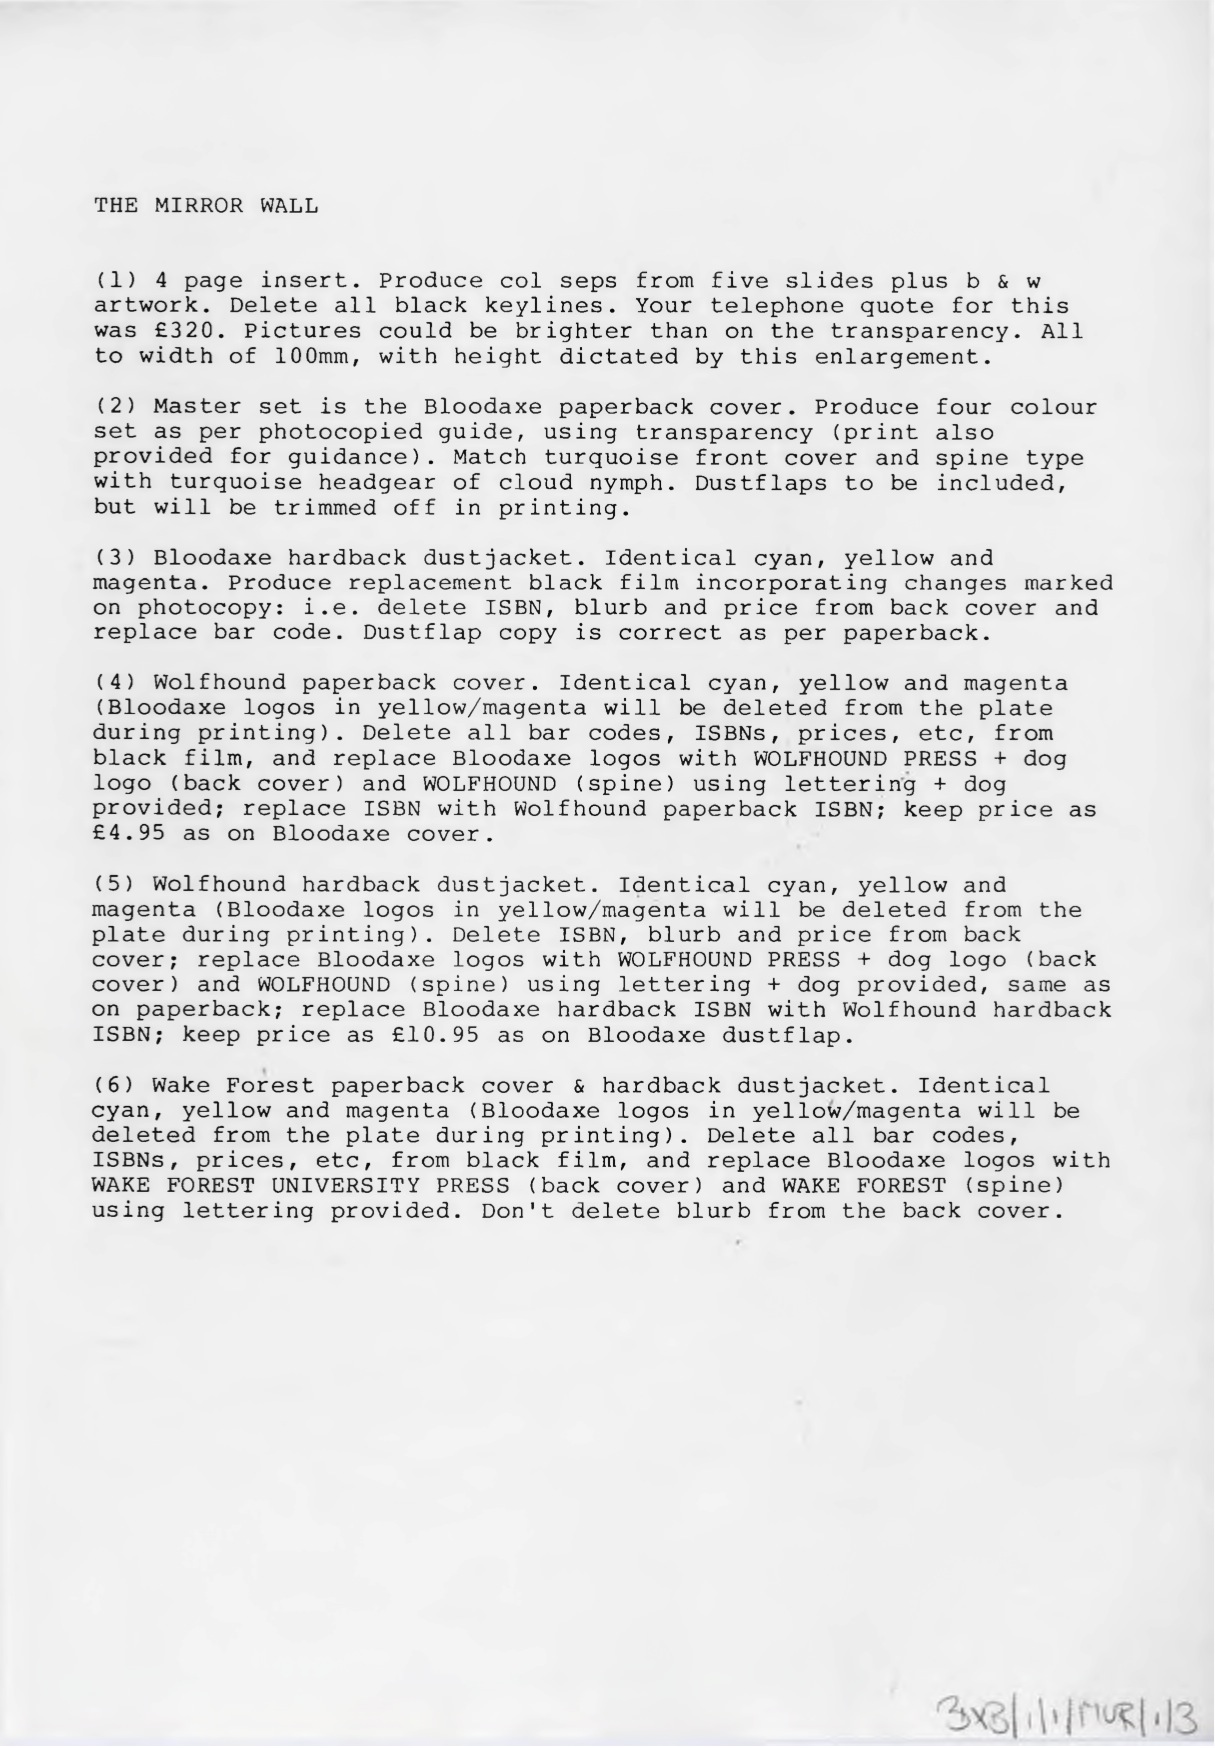 THE MIRROR WALL
(1) 4 page insert. Produce col seps from five slides plus b & w
artwork. Delete all black keylines. Your telephone quote for this
was £320. Pictures could be brighter than on the transparency. All
to width of 100mm, with height dictated by this enlargement.
(2) Master set is the Bloodaxe paperback cover. Produce four colour
set as per photocopied guide, using transparency (print also
provided for guidance). Match turquoise front cover and spine type
with turquoise headgear of cloud nymph. Dustflaps to be included,
but will be trimmed off in printing.
(3) Bloodaxe hardback dustjacket. Identical cyan, yellow and
magenta. Produce replacement black film incorporating changes marked
on photocopy: i.e. delete ISBN, blurb and price from back cover and
replace bar code. Dustflap copy is correct as per paperback.
(4) Wolfhound paperback cover. Identical cyan, yellow and magenta
(Bloodaxe logos in yellow/magenta will be deleted from the plate
during printing). Delete all bar codes, ISBNs, prices, etc, from
black film, and replace Bloodaxe logos with WOLFHOUND PRESS + dog
logo (back cover) and WOLFHOUND (spine) using lettering + dog
provided; replace ISBN with Wolfhound paperback ISBN; keep price as
£4.95 as on Bloodaxe cover.
(5) Wolfhound hardback dustjacket. Identical cyan, yellow and
magenta (Bloodaxe logos in yellow/magenta will be deleted from the
plate during printing). Delete ISBN, blurb and price from back
cover; replace Bloodaxe logos with WOLFHOUND PRESS + dog logo (back
cover) and WOLFHOUND (spine) using lettering + dog provided, same as
on paperback; replace Bloodaxe hardback ISBN with Wolfhound hardback
ISBN; keep price as £10.95 as on Bloodaxe dustflap.
(6) Wake Forest paperback cover & hardback dustjacket. Identical
cyan, yellow and magenta (Bloodaxe logos in yellow/magenta will be
deleted from the plate during printing). Delete all bar codes,
ISBNs, prices, etc, from black film, and replace Bloodaxe logos with
WAKE FOREST UNIVERSITY PRESS (back cover) and WAKE FOREST (spine)
using lettering provided. Don't delete blurb from the back cover.
BXB/1/1/MUR/1/3